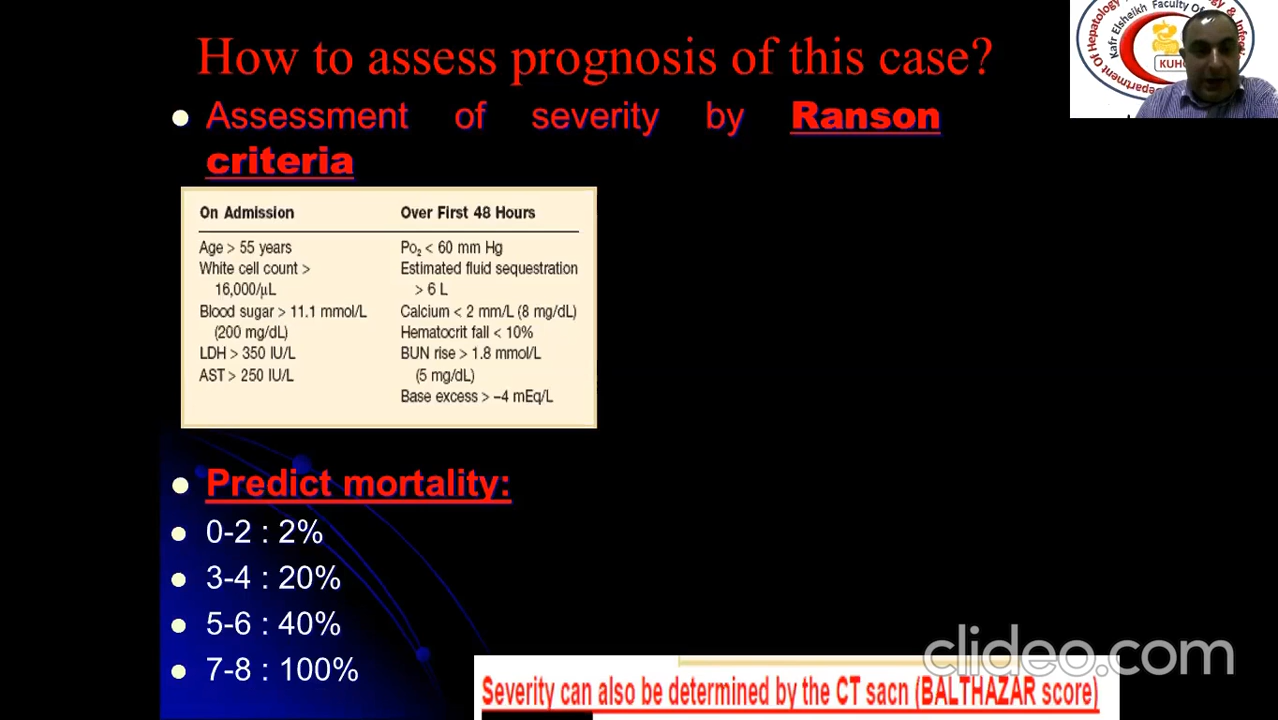 How to assess prognosis of this case?
Assessment of severity by Ranson
criteria
On Admission
Age > 55 years
White cell count >
16,000/µL
Blood sugar > 11.1 mmol/L
(200 mg/dL)
LDH > 350 IU/L
AST > 250 IU/L
Over First 48 Hours
Po₂ < 60 mm Hg
Estimated fluid sequestration
> 6 L
Calcium < 2 mm/L (8 mg/dL)
Hematocrit fall < 10%
BUN rise > 1.8 mmol/L
(5 mg/dL)
Base excess > −4 mEq/L
Predict mortality:
0-2 : 2%
3-4 : 20%
5-6 : 40%
7-8 : 100%
Severity can also be determined by the CT sacn (BALTHAZAR score)
clideo.com
Department Of Hepatology
Kafr Elsheikh Faculty Of